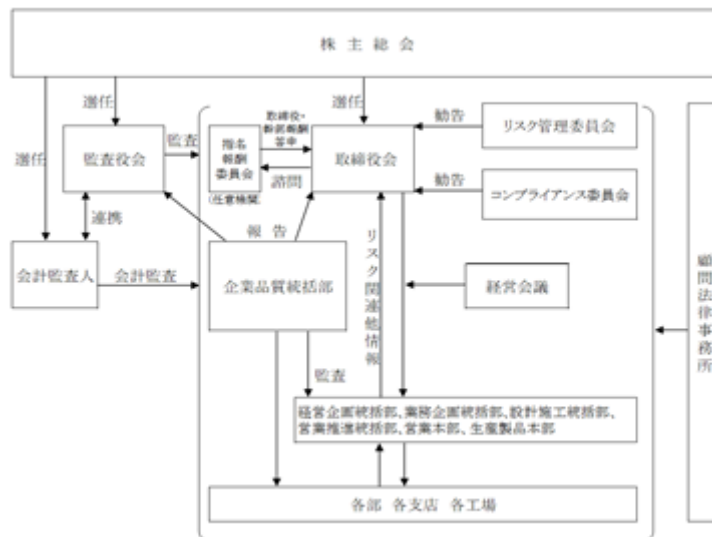 株主総会
選任
選任
選任
監査役会
監査
指名
報酬
委員会
(任意機関)
取締役・
幹部報酬
答申
諮問
取締役会
勧告
リスク管理委員会
勧告
コンプライアンス委員会
連携
報告
会計監査人
会計監査
企業品質統括部
リスク関連他情報
経営会議
顧問法律事務所
監査
経営企画統括部、業務企画統括部、設計施工統括部、
営業推進統括部、営業本部、生産製品本部
各部 各支店 各工場